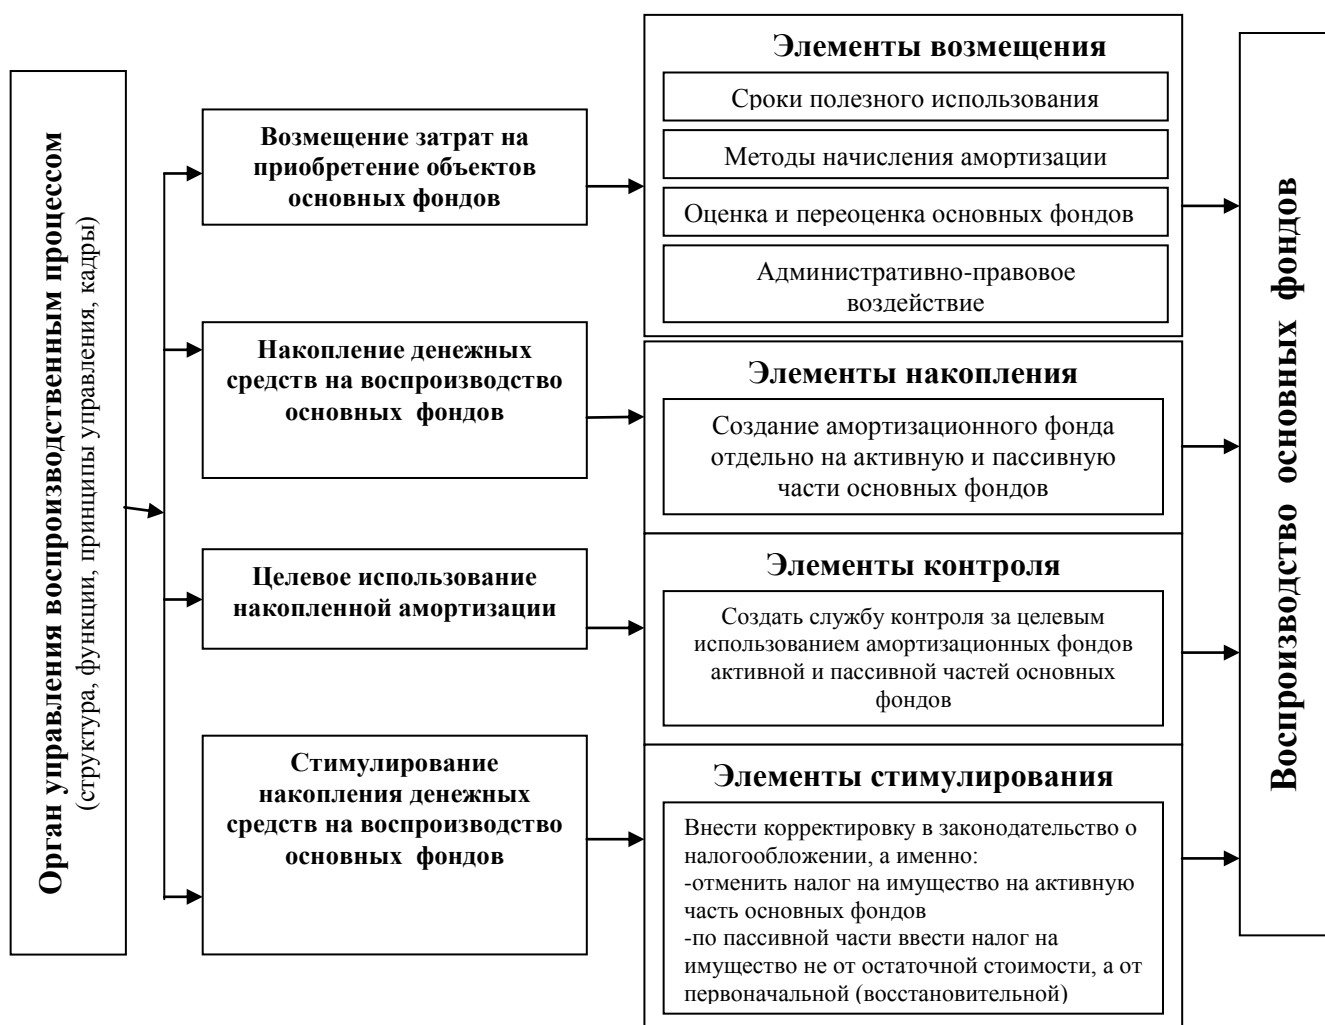 Орган управления воспроизводственным процессом
(структура, функции, принципы управления, кадры)
Возмещение затрат на
приобретение объектов
основных фондов
Накопление денежных
средств на воспроизводство
основных фондов
Целевое использование
накопленной амортизации
Стимулирование
накопления денежных
средств на воспроизводство
основных фондов
Элементы возмещения
Сроки полезного использования
Методы начисления амортизации
Оценка и переоценка основных фондов
Административно-правовое
воздействие
Элементы накопления
Создание амортизационного фонда
отдельно на активную и пассивную
части основных фондов
Элементы контроля
Создать службу контроля за целевым
использованием амортизационных фондов
активной и пассивной частей основных
фондов
Элементы стимулирования
Внести корректировку в законодательство о
налогообложении, а именно:
-отменить налог на имущество на активную
часть основных фондов
-по пассивной части ввести налог на
имущество не от остаточной стоимости, а от
первоначальной (восстановительной)
Воспроизводство основных фондов